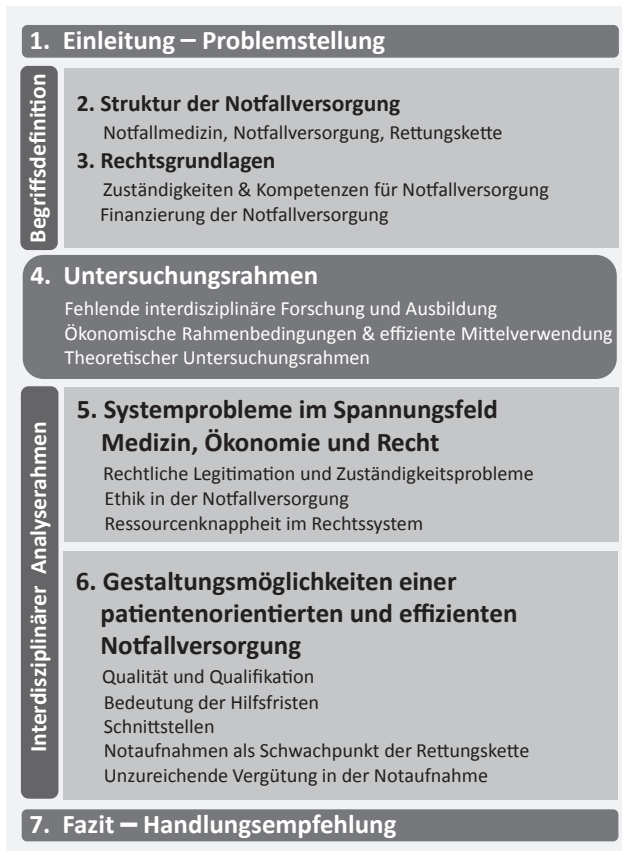 1. Einleitung – Problemstellung
Begriffsdefinition
2. Struktur der Notfallversorgung
Notfallmedizin, Notfallversorgung, Rettungskette
3. Rechtsgrundlagen
Zuständigkeiten & Kompetenzen für Notfallversorgung
Finanzierung der Notfallversorgung
4. Untersuchungsrahmen
Fehlende interdisziplinäre Forschung und Ausbildung
Ökonomische Rahmenbedingungen & effiziente Mittelverwendung
Theoretischer Untersuchungsrahmen
Interdisziplinärer Analyserahmen
5. Systemprobleme im Spannungsfeld
Medizin, Ökonomie und Recht
Rechtliche Legitimation und Zuständigkeitsprobleme
Ethik in der Notfallversorgung
Ressourcenknappheit im Rechtssystem
6. Gestaltungsmöglichkeiten einer
patientenorientierten und effizienten
Notfallversorgung
Qualität und Qualifikation
Bedeutung der Hilfsfristen
Schnittstellen
Notaufnahmen als Schwachpunkt der Rettungskette
Unzureichende Vergütung in der Notaufnahme
7. Fazit – Handlungsempfehlung